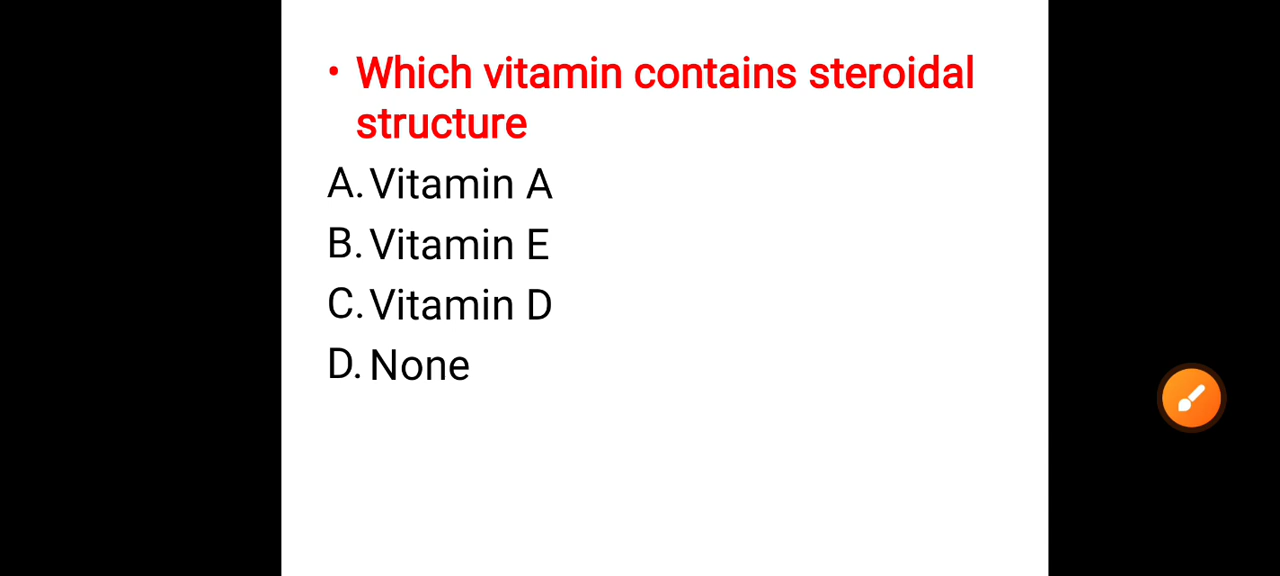 • Which vitamin contains steroidal
structure
A. Vitamin A
B. Vitamin E
C. Vitamin D
D. None